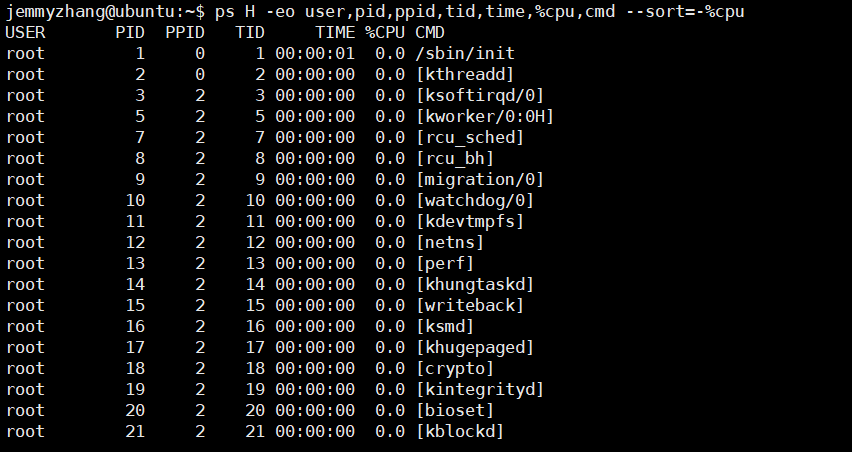 jemmyzhang@ubuntu:~$ ps H -eo user,pid,ppid,tid,time,%cpu,cmd --sort=-%cpu
USER       PID  PPID   TID     TIME %CPU CMD
root         1     0     1 00:00:01  0.0 /sbin/init
root         2     0     2 00:00:00  0.0 [kthreadd]
root         3     2     3 00:00:00  0.0 [ksoftirqd/0]
root         5     2     5 00:00:00  0.0 [kworker/0:0H]
root         7     2     7 00:00:00  0.0 [rcu_sched]
root         8     2     8 00:00:00  0.0 [rcu_bh]
root         9     2     9 00:00:00  0.0 [migration/0]
root        10     2    10 00:00:00  0.0 [watchdog/0]
root        11     2    11 00:00:00  0.0 [kdevtmpfs]
root        12     2    12 00:00:00  0.0 [netns]
root        13     2    13 00:00:00  0.0 [perf]
root        14     2    14 00:00:00  0.0 [khungtaskd]
root        15     2    15 00:00:00  0.0 [writeback]
root        16     2    16 00:00:00  0.0 [ksmd]
root        17     2    17 00:00:00  0.0 [khugepaged]
root        18     2    18 00:00:00  0.0 [crypto]
root        19     2    19 00:00:00  0.0 [kintegrityd]
root        20     2    20 00:00:00  0.0 [bioset]
root        21     2    21 00:00:00  0.0 [kblockd]